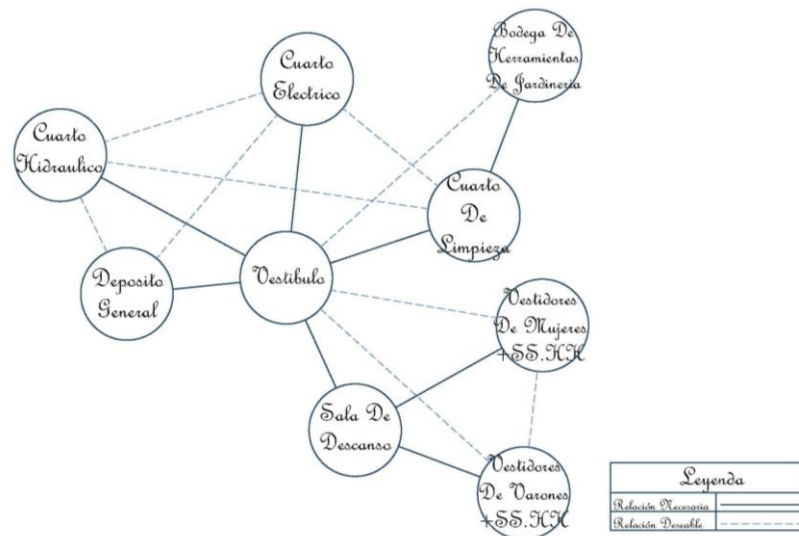 Bodega De
Herramientas
De Jardineria
Cuarto
Electrico
Cuarto
Hidraulico
Cuarto
De
Limpieza
Deposito
General
Vestibulo
Vestidores
De Mujeres
+SS.HH
Sala De
Descanso
Vestidores
De Varones
+SS.HH
Leyenda
Relación Necesaria
Relación Deseable